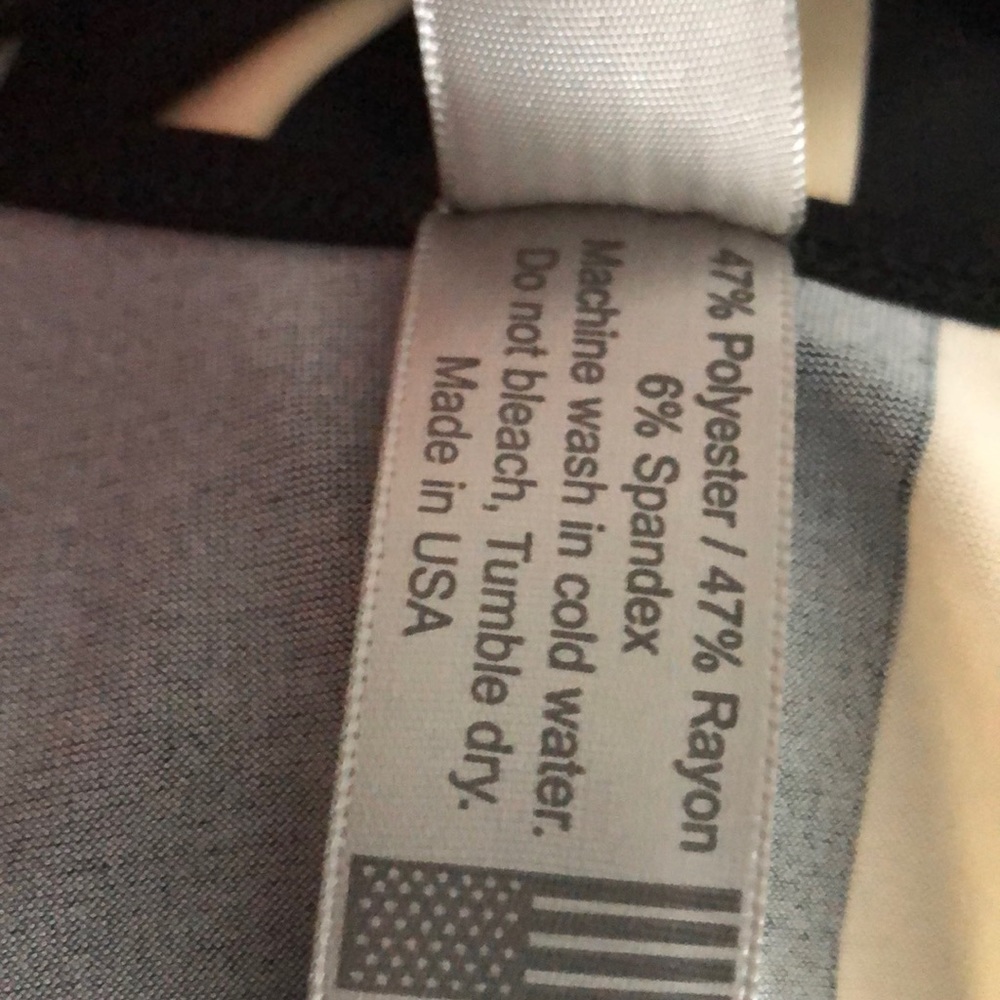 47% Polyester / 47% Rayon
6% Spandex
Machine wash in cold water.
Do not bleach, Tumble dry.
Made in USA